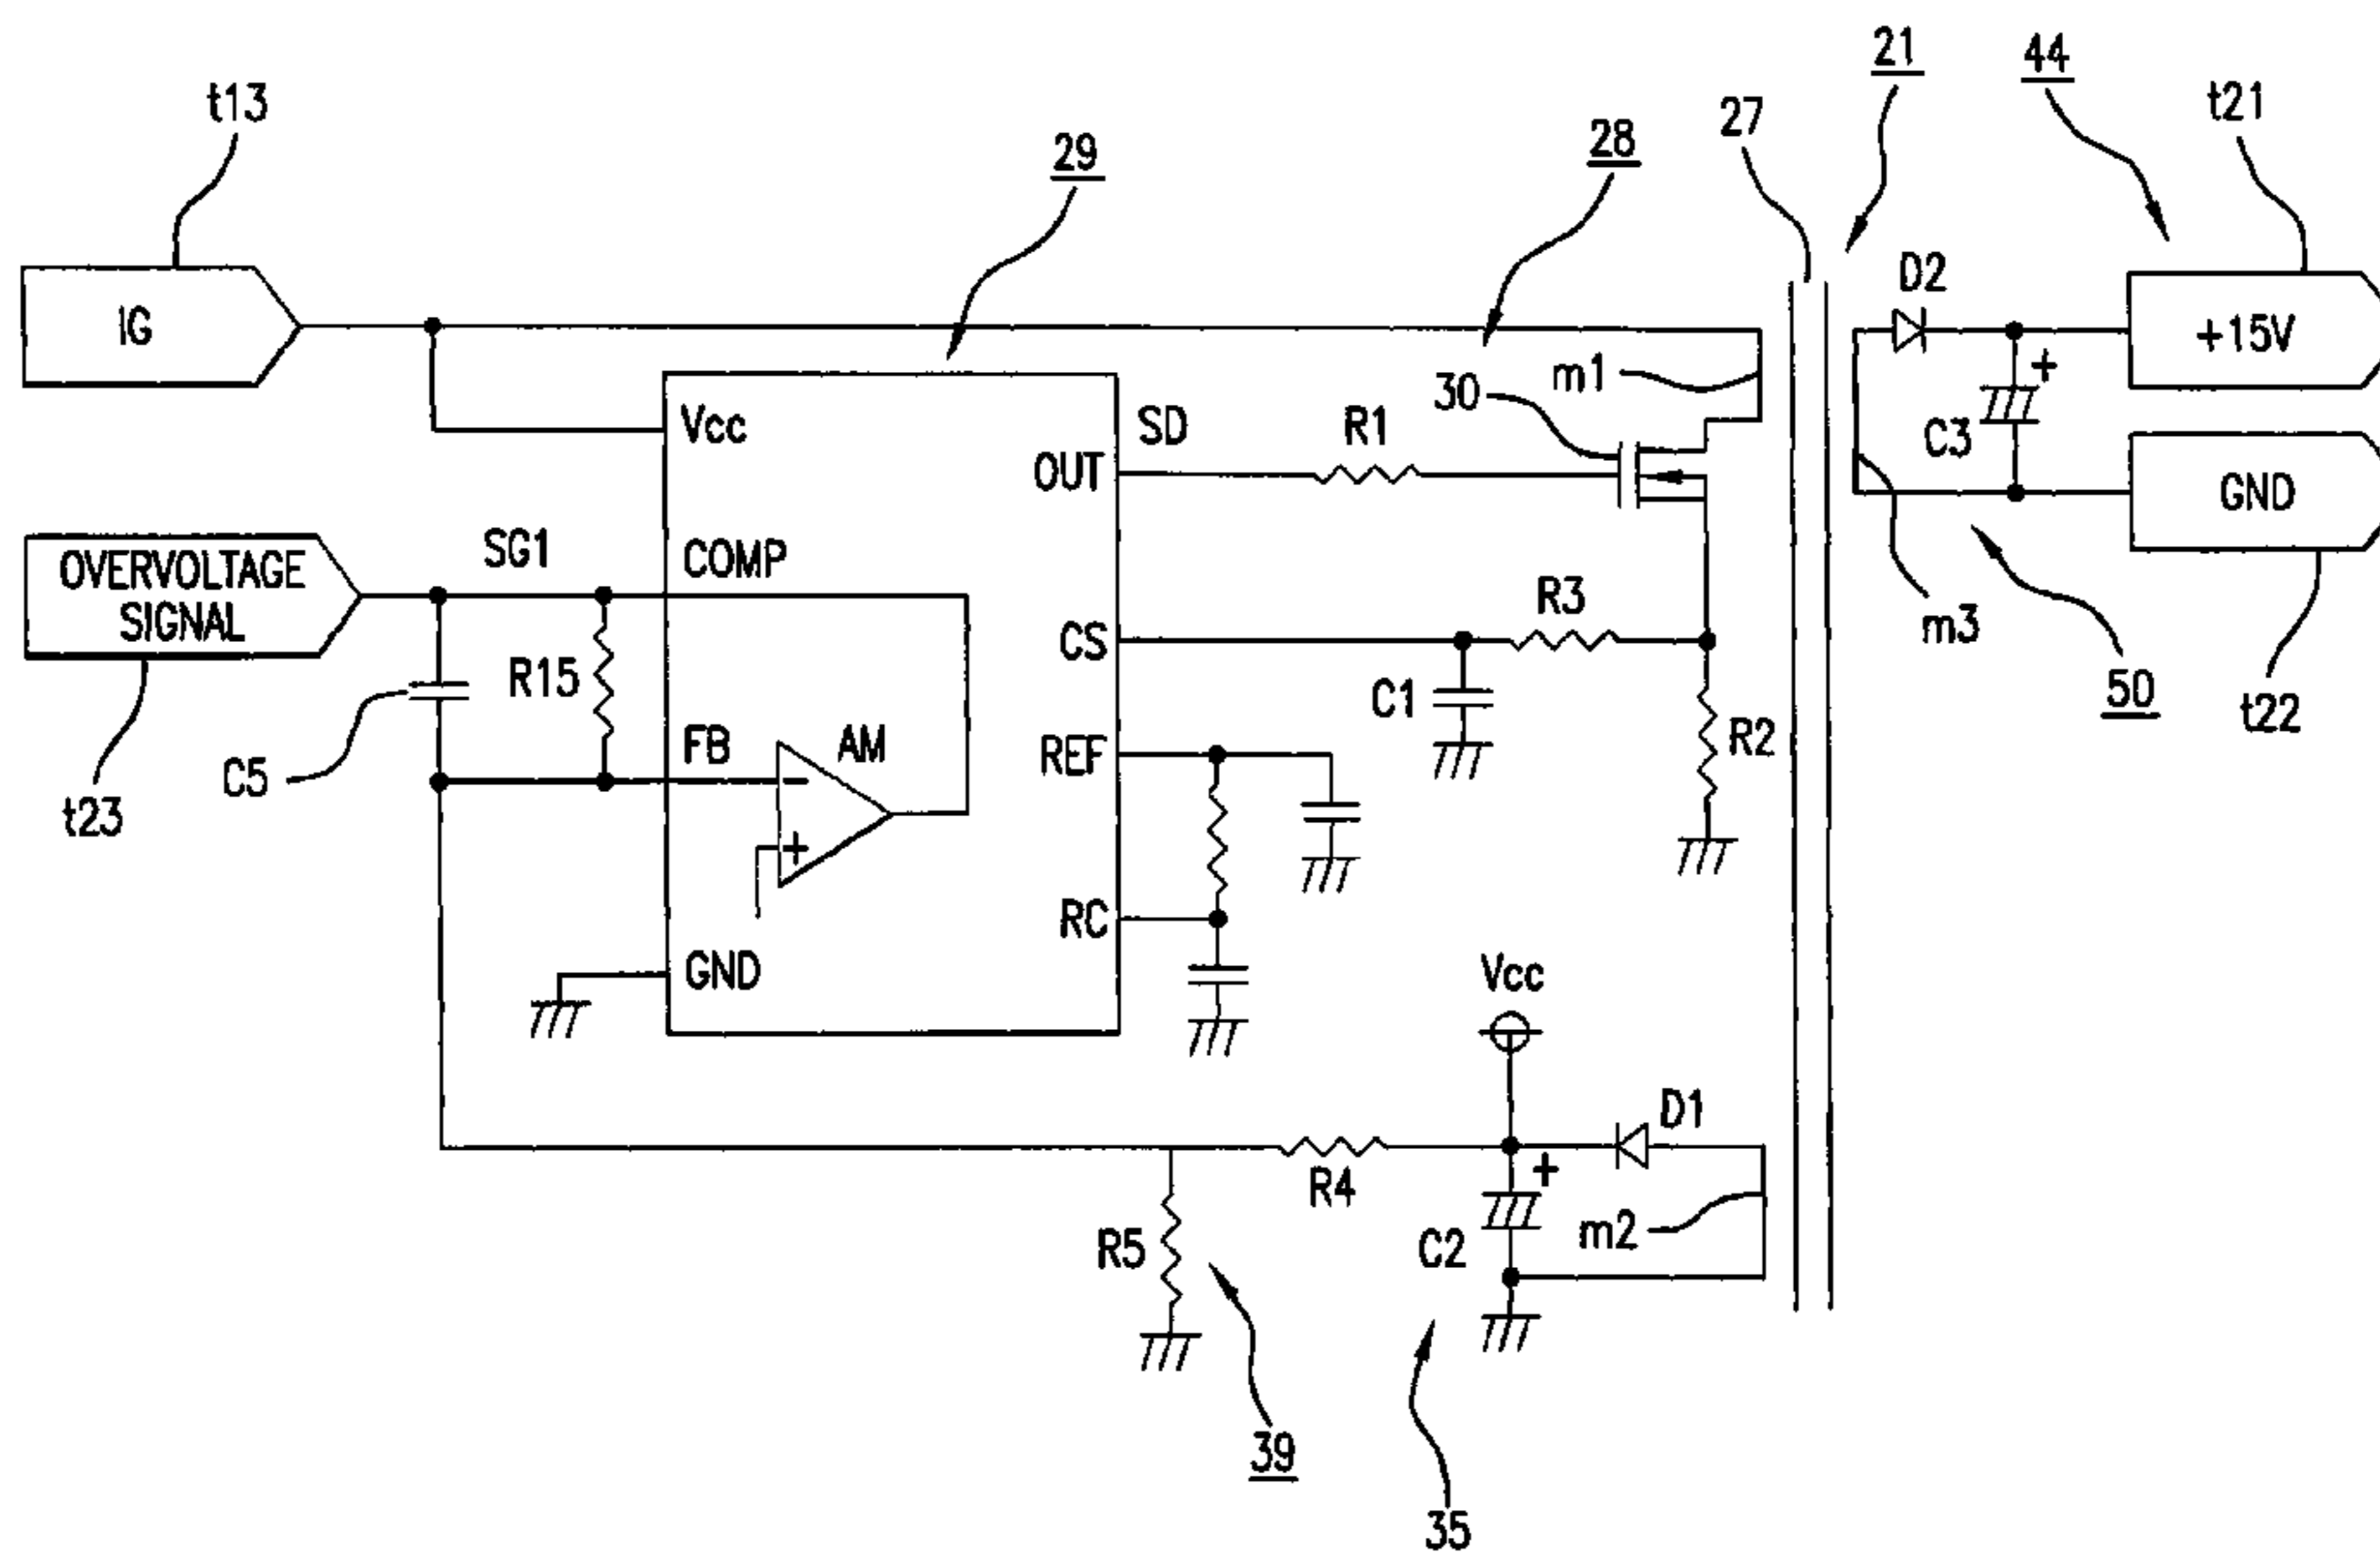 21
44
t13
27
t21
29
28
D2
IG
+15V
m1
+
30
Vcc
SD
R1
C3
OUT
GND
SG1
COMP
OVERVOLTAGE
SIGNAL
R3
m3
CS
R15
C1
50
t22
FB
AM
REF
R2
C5
−
t23
+
RC
GND
Vcc
D1
+
R4
m2
R5
C2
39
35